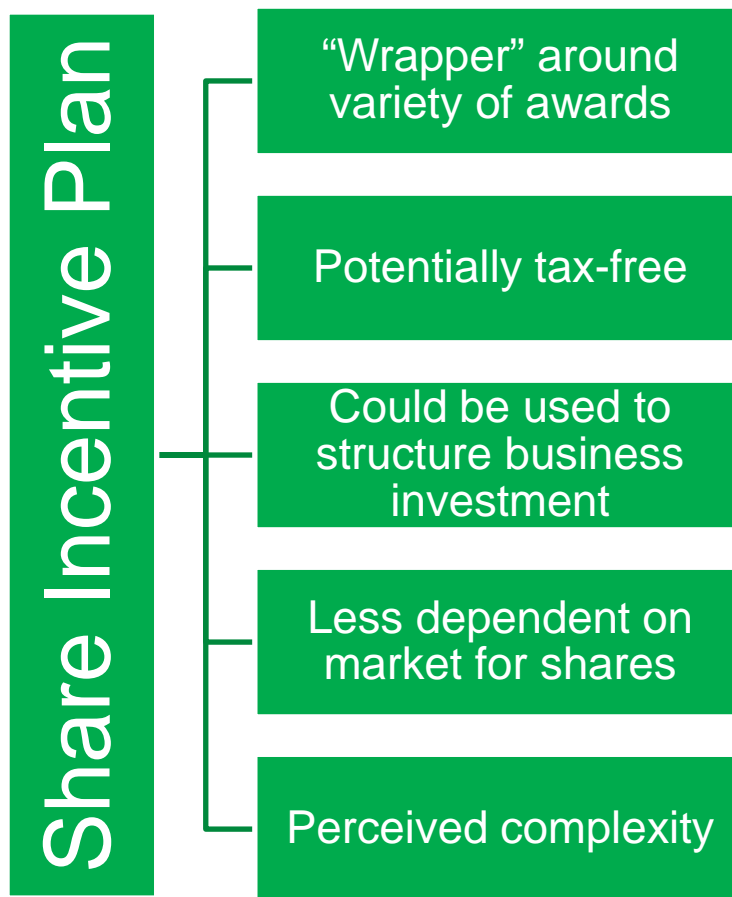 Share Incentive Plan
“Wrapper” around
variety of awards
Potentially tax-free
Could be used to
structure business
investment
Less dependent on
market for shares
Perceived complexity